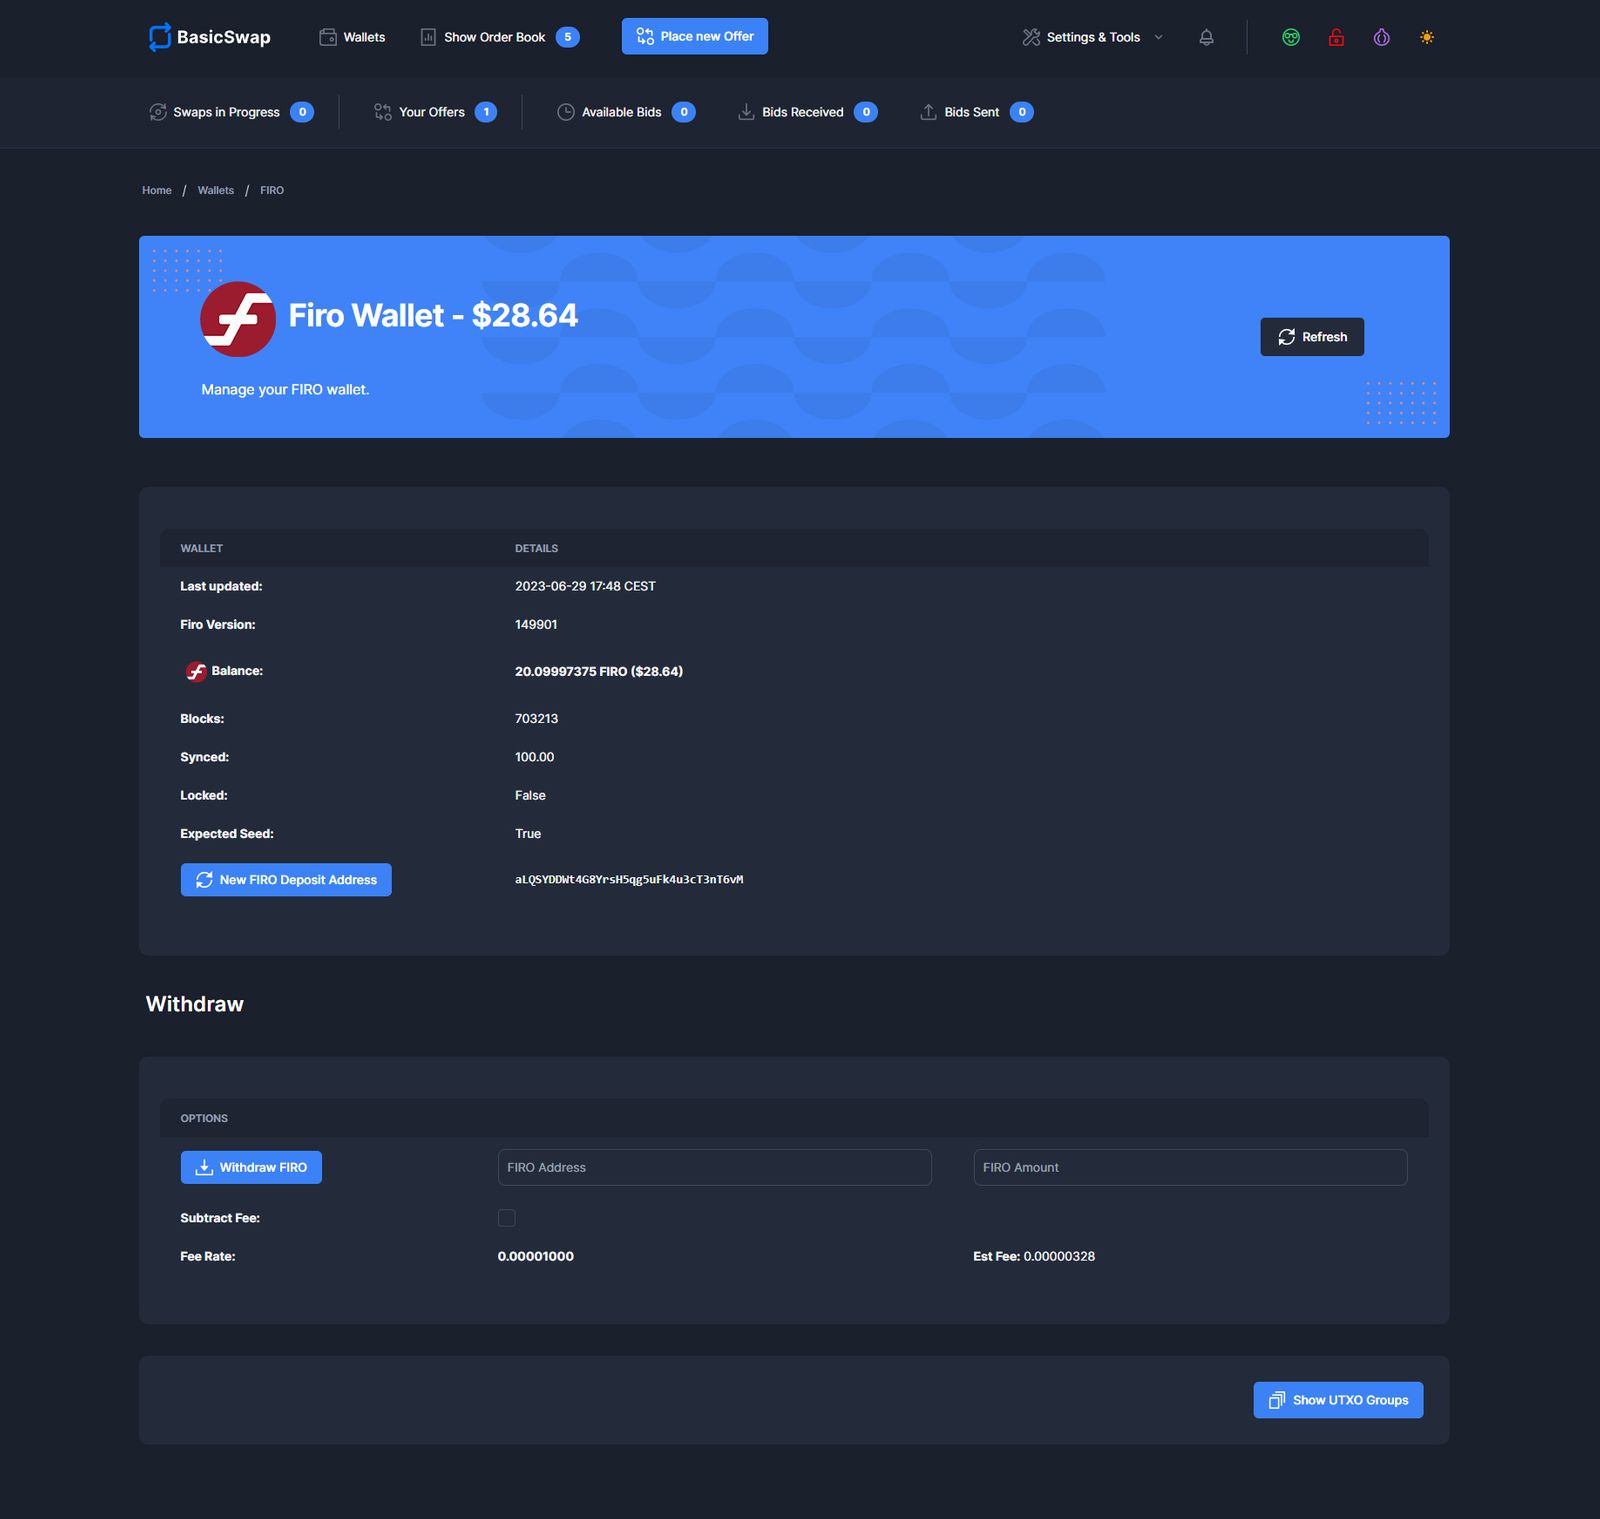 BasicSwap Wallets Show Order Book 5 Place new Offer Settings & Tools
Swaps in Progress 0 Your Offers 1 Available Bids 0 Bids Received 0 Bids Sent 0
Home / Wallets / FIRO
Firo Wallet - $28.64
Refresh
Manage your FIRO wallet.
WALLET DETAILS
Last updated: 2023-06-29 17:48 CEST
Firo Version: 149901
Balance: 20.09997375 FIRO ($28.64)
Blocks: 703213
Synced: 100.00
Locked: False
Expected Seed: True
New FIRO Deposit Address aLQSYDDWt4G8YrsH5qg5uFk4u3cT3nT6vM
Withdraw
OPTIONS
Withdraw FIRO FIRO Address FIRO Amount
Subtract Fee:
Fee Rate: 0.00001000 Est Fee: 0.00000328
Show UTXO Groups